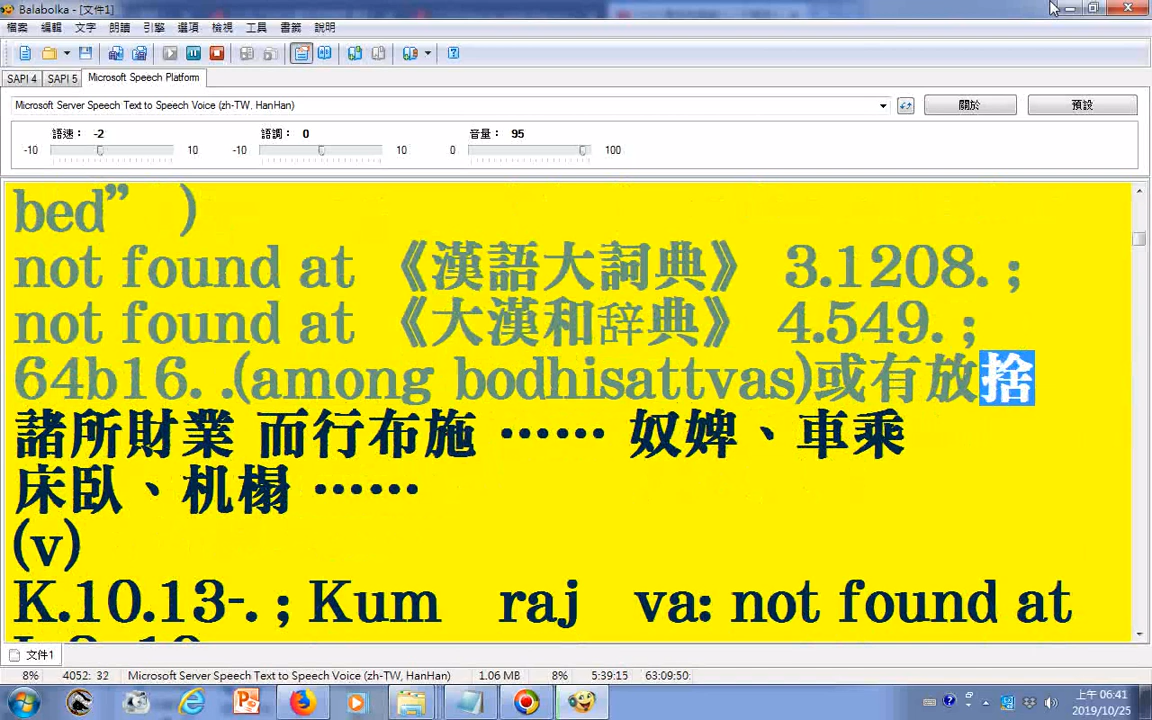 Balabolka - [文件1]
檔案 編輯 文字 朗讀 引擎 選項 檢視 工具 書籤 說明
SAPI 4 SAPI 5 Microsoft Speech Platform
Microsoft Server Speech Text to Speech Voice (zh-TW, HanHan) 關於 預設
語速： -2 語調： 0 音量： 95
-10 10 -10 10 0 100
bed” )
not found at 《漢語大詞典》 3.1208. ;
not found at 《大漢和辞典》 4.549. ;
64b16. .(among bodhisattvas)或有放捨
諸所財業 而行布施 …… 奴婢、車乘
床臥、机榻 ……
(v)
K.10.13-. ; Kum raj va: not found at
文件1
8% 4052: 32 Microsoft Server Speech Text to Speech Voice (zh-TW, HanHan) 1.06 MB 8% 5:39:15 63:09:50
上午 06:41
2019/10/25